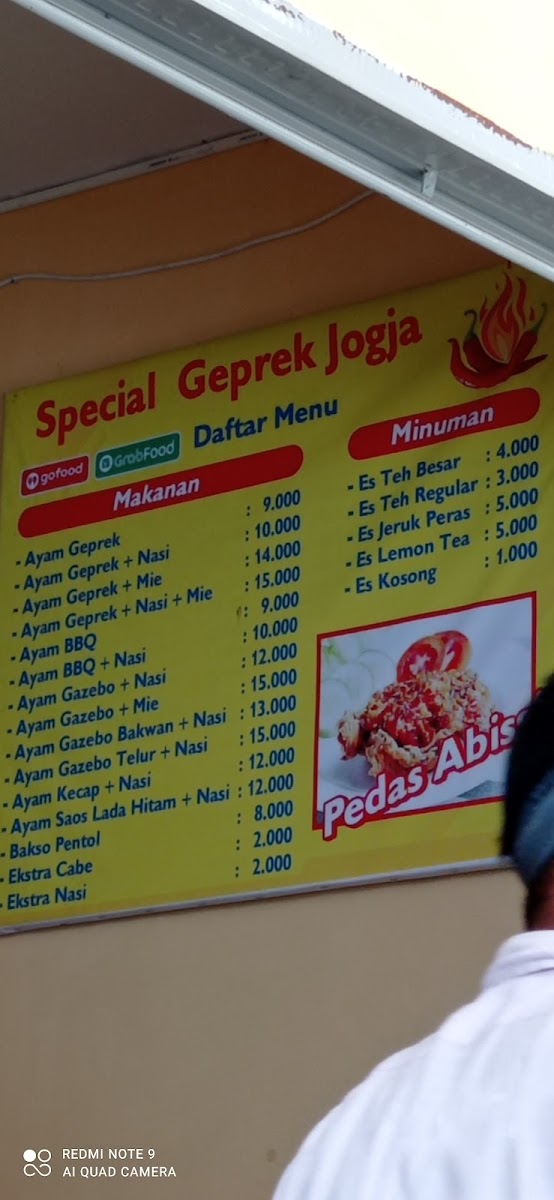 Special Geprek Jogja
gofood
GrabFood
Daftar Menu
Makanan
- Ayam Geprek : 9.000
- Ayam Geprek + Nasi : 10.000
- Ayam Geprek + Mie : 14.000
- Ayam Geprek + Nasi + Mie : 15.000
- Ayam BBQ : 9.000
- Ayam BBQ + Nasi : 10.000
- Ayam Gazebo + Nasi : 12.000
- Ayam Gazebo + Mie : 15.000
- Ayam Gazebo Bakwan + Nasi : 13.000
- Ayam Gazebo Telur + Nasi : 15.000
- Ayam Kecap + Nasi : 12.000
- Ayam Saos Lada Hitam + Nasi : 12.000
- Bakso Pentol : 8.000
- Ekstra Cabe : 2.000
- Ekstra Nasi : 2.000
Minuman
- Es Teh Besar : 4.000
- Es Teh Regular : 3.000
- Es Jeruk Peras : 5.000
- Es Lemon Tea : 5.000
- Es Kosong : 1.000
Pedas Abis
REDMI NOTE 9
AI QUAD CAMERA